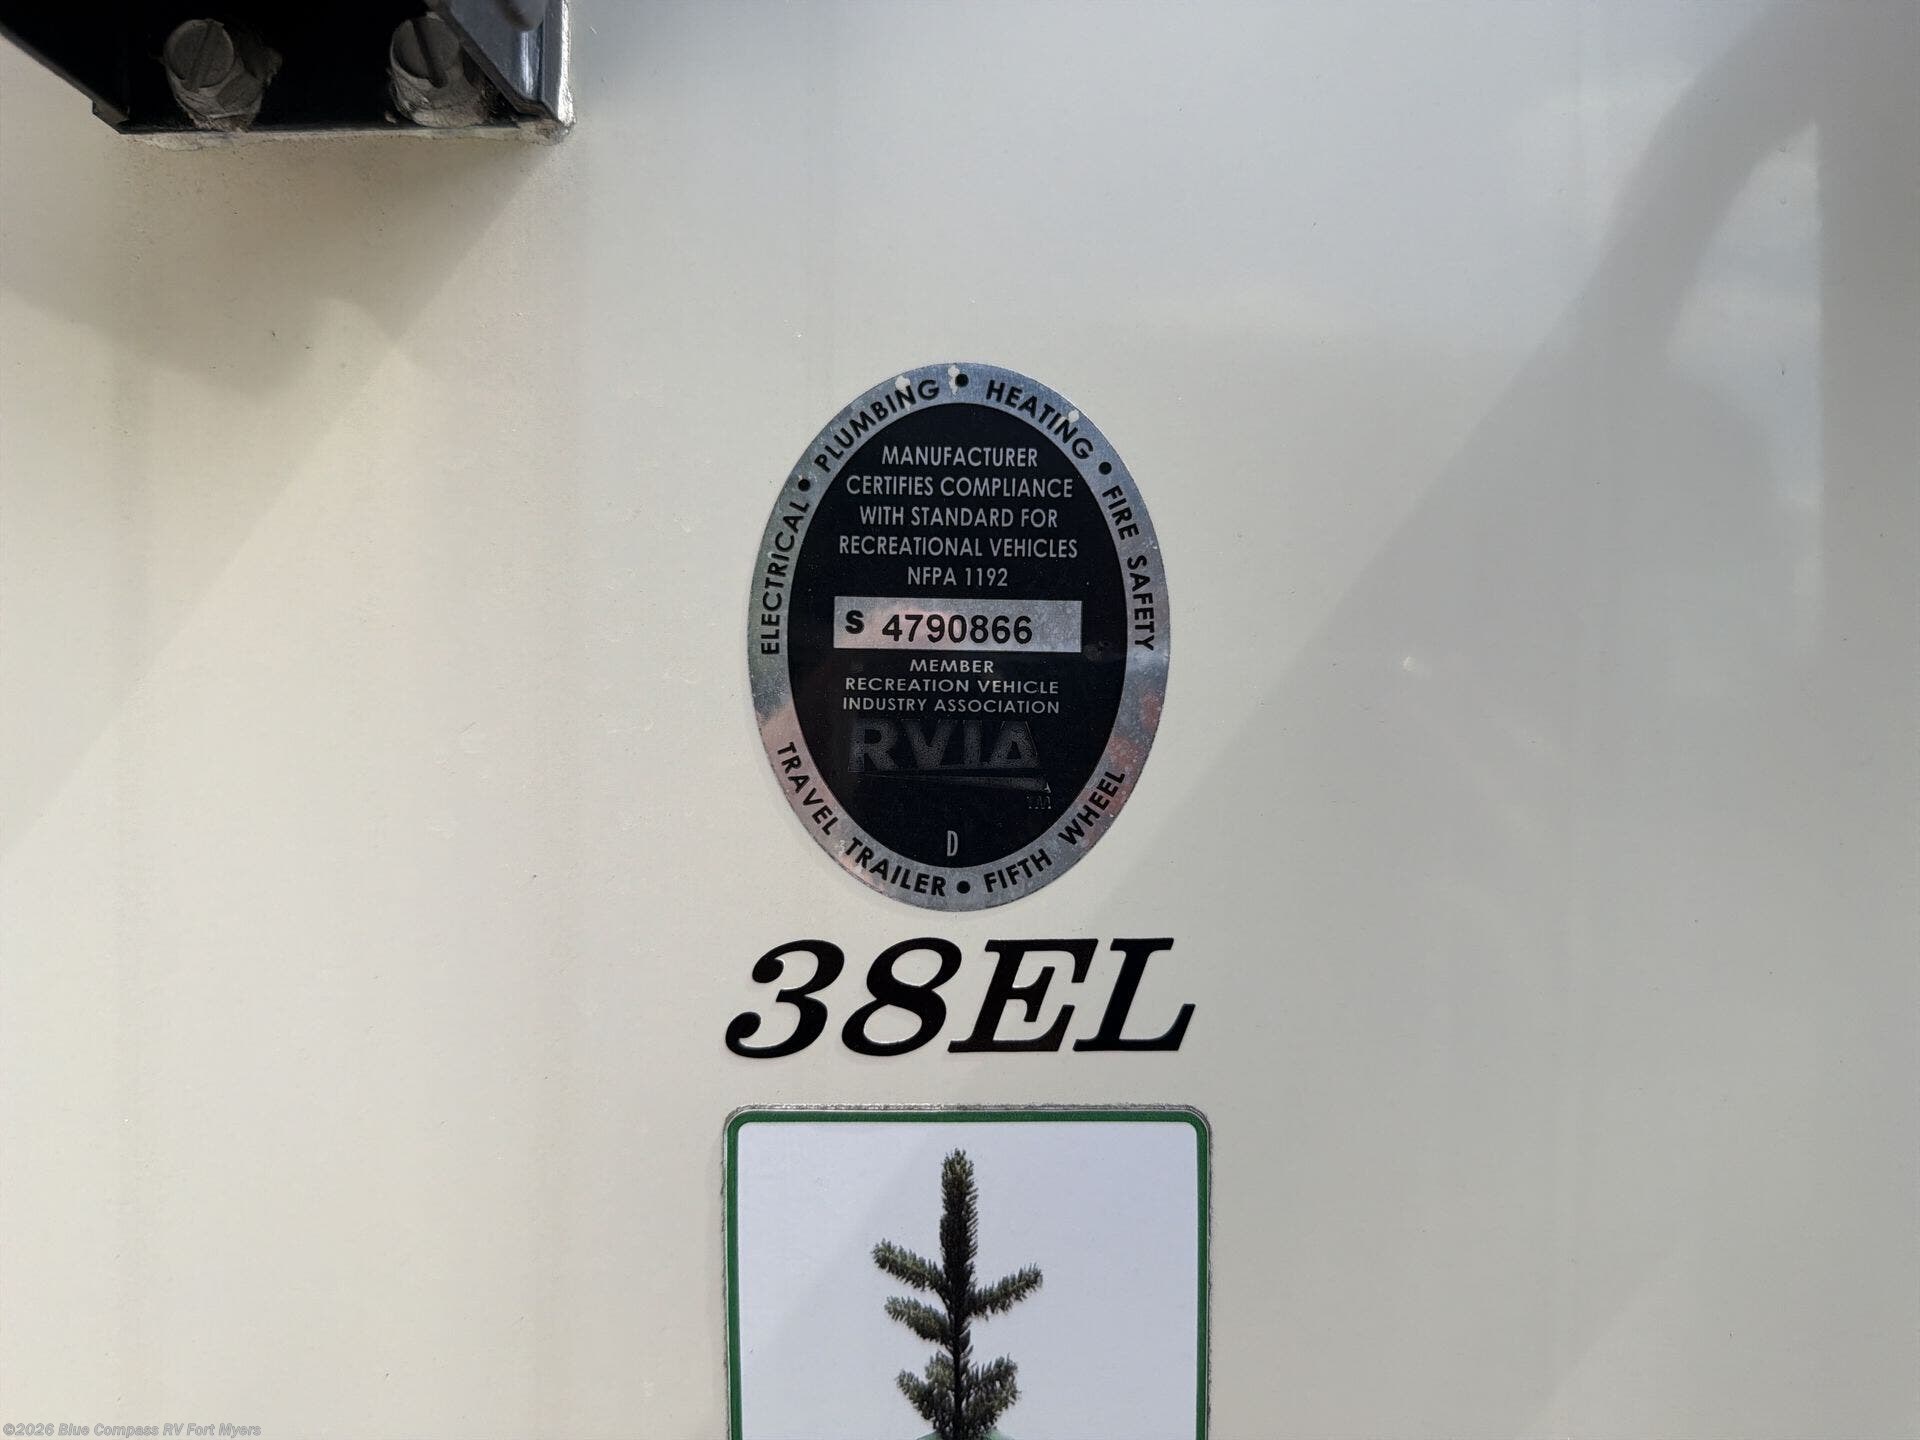 ELECTRICAL • PLUMBING • HEATING • FIRE SAFETY
MANUFACTURER
CERTIFIES COMPLIANCE
WITH STANDARD FOR
RECREATIONAL VEHICLES
NFPA 1192
S 4790866
MEMBER
RECREATION VEHICLE
INDUSTRY ASSOCIATION
RVIA
TM
D
TRAVEL TRAILER • FIFTH WHEEL
38EL
©2026 Blue Compass RV Fort Myers